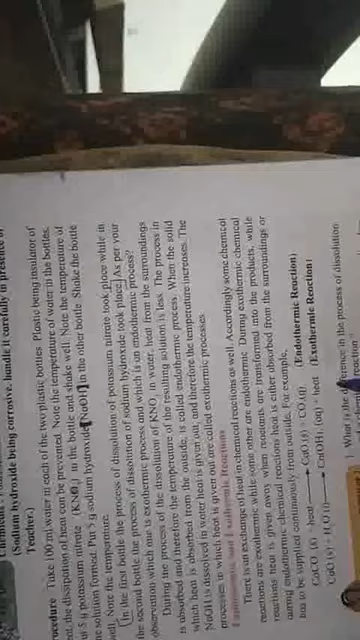 (Sodium hydroxide being corrosive, handle it carefully in presence of
Teacher.)
Procedure Take 100 ml water in each of the two plastic bottles. Plastic being insulator of
the dissipation of heat can be prevented. Note the temperature of water in the bottles.
5 g potassium nitrate (KNO₃) in the bottle and shake well. Note the temperature of
the solution formed. Put 5 g sodium hydroxide [NaOH] in the other bottle. Shake the bottle
Note the temperature.
In the first bottle the process of dissolution of potassium nitrate took place while in
the second bottle the process of dissolution of sodium hydroxide took place. As per your
observation which one is exothermic process and which is an endothermic process?
During the process of the dissolution of KNO₃ in water, heat from the surroundings
is absorbed and therefore the temperature of the resulting solution is less. The process in
which heat is absorbed from the outside, is called endothermic process. When the solid
NaOH is dissolved in water heat is given out, and therefore the temperature increases. The
processes in which heat is given out are called exothermic processes.
Endothermic and Exothermic Reactions
There is an exchange of heat in chemical reactions as well. Accordingly some chemical
reactions are exothermic while some other are endothermic. During exothermic chemical
reactions heat is given away when reactants are transformed into the products, while
during endothermic chemical reactions heat is either absorbed from the surroundings or
has to be supplied continuously from outside. For example,
CaCO₃ (s) + heat → CaO (s) + CO₂(g) (Endothermic Reaction)
CaO (s) + H₂O (l) → Ca(OH)₂ (aq) + heat (Exothermic Reaction)
1. What is the difference in the process of dissolution
reaction